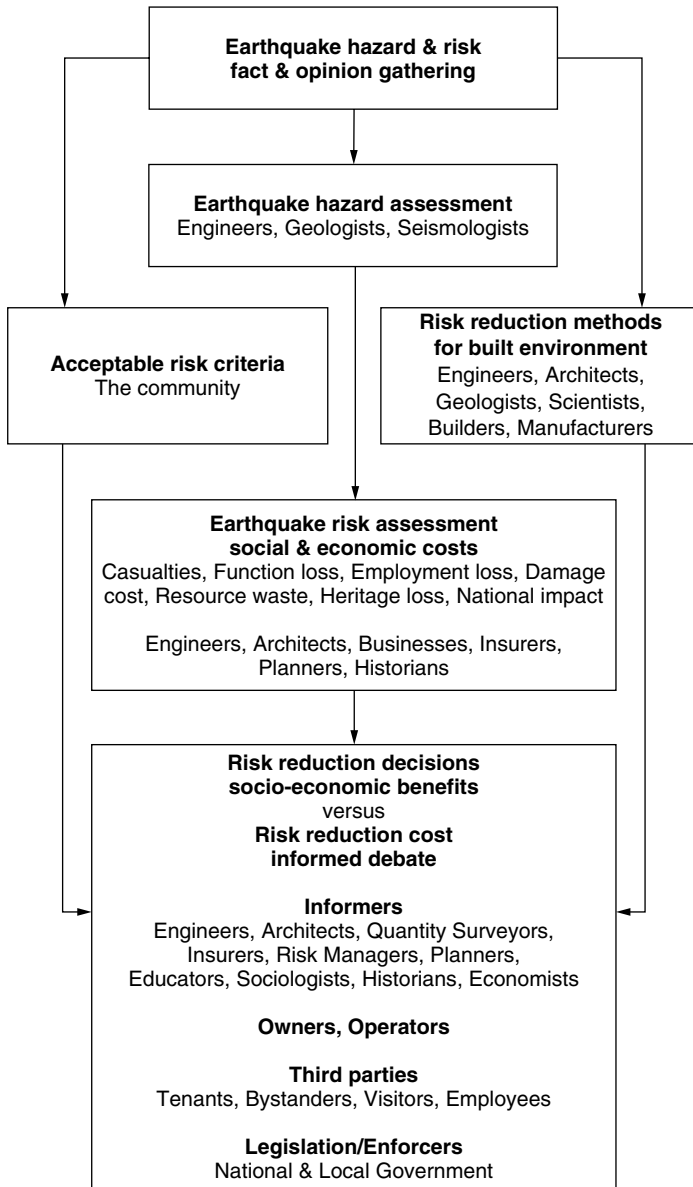 Earthquake hazard & risk
fact & opinion gathering
Earthquake hazard assessment
Engineers, Geologists, Seismologists
Acceptable risk criteria
The community
Risk reduction methods
for built environment
Engineers, Architects,
Geologists, Scientists,
Builders, Manufacturers
Earthquake risk assessment
social & economic costs
Casualties, Function loss, Employment loss, Damage
cost, Resource waste, Heritage loss, National impact
Engineers, Architects, Businesses, Insurers,
Planners, Historians
Risk reduction decisions
socio-economic benefits
versus
Risk reduction cost
informed debate
Informers
Engineers, Architects, Quantity Surveyors,
Insurers, Risk Managers, Planners,
Educators, Sociologists, Historians, Economists
Owners, Operators
Third parties
Tenants, Bystanders, Visitors, Employees
Legislation/Enforcers
National & Local Government